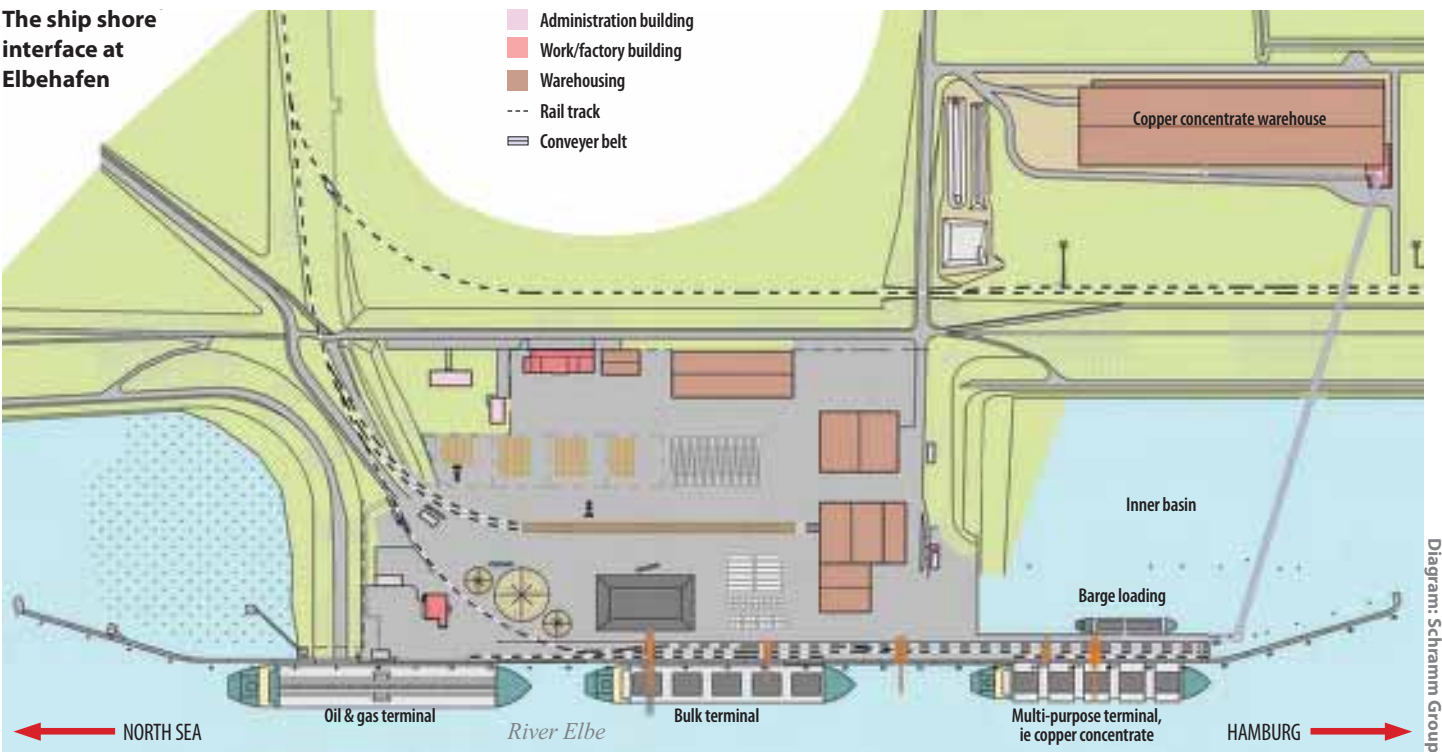 The ship shore
interface at
Elbehafen
Administration building
Work/factory building
Warehousing
Rail track
Conveyer belt
Copper concentrate warehouse
Inner basin
Barge loading
Oil & gas terminal
Bulk terminal
Multi-purpose terminal,
ie copper concentrate
NORTH SEA
River Elbe
HAMBURG
Diagram: Schramm Group